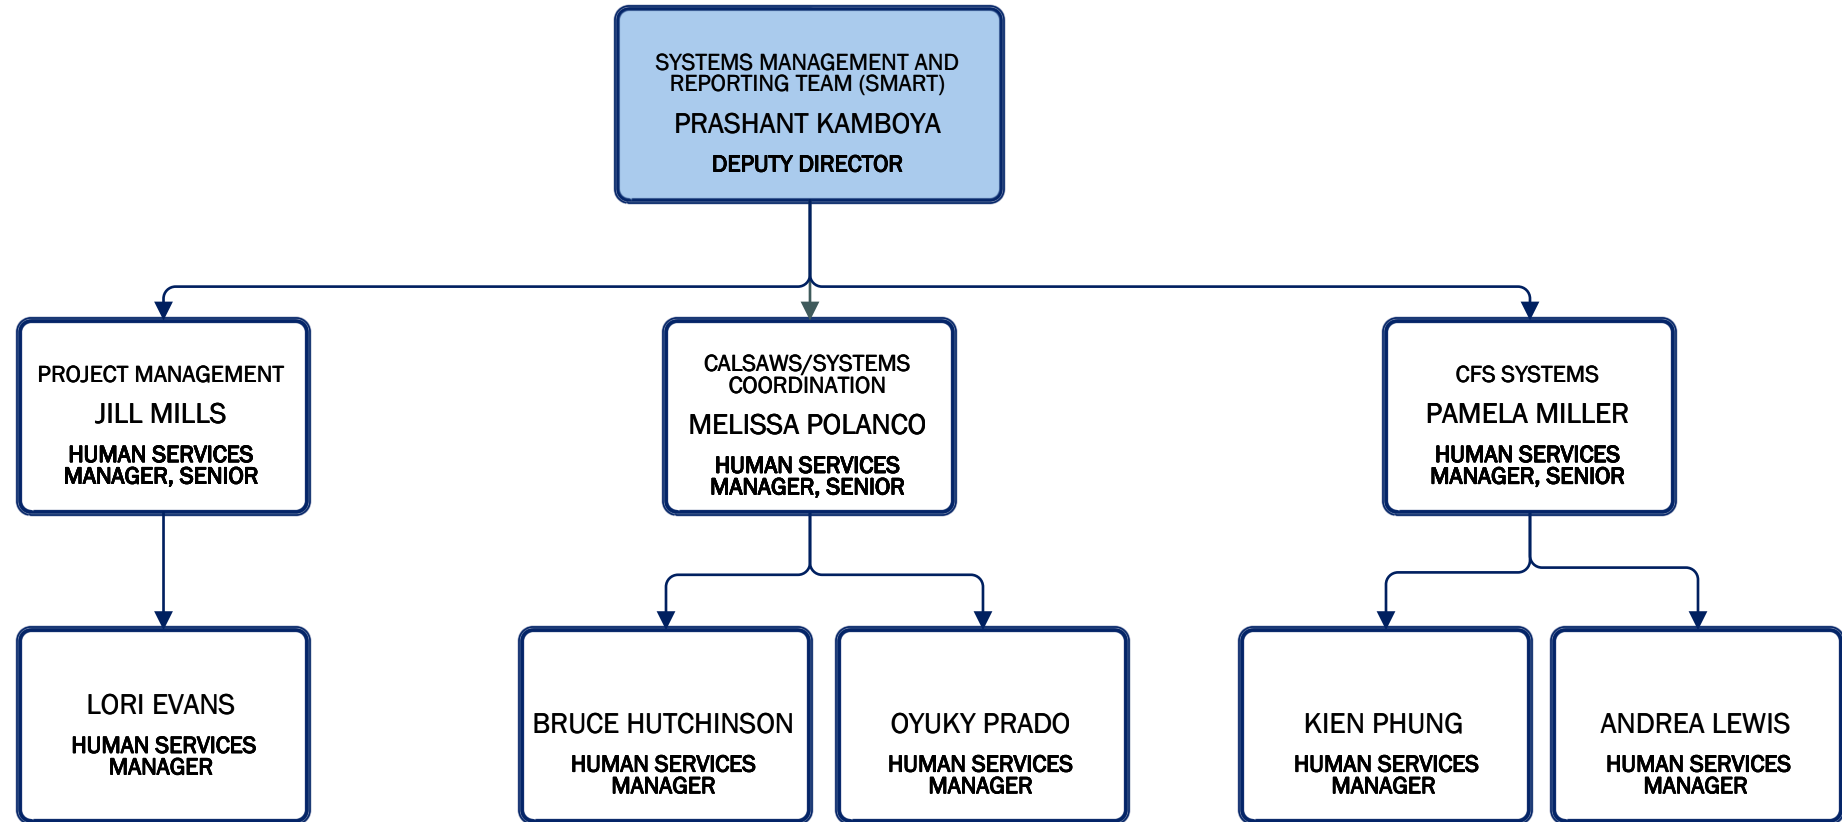 SYSTEMS MANAGEMENT AND
REPORTING TEAM (SMART)
PRASHANT KAMBOYA
DEPUTY DIRECTOR
PROJECT MANAGEMENT
JILL MILLS
HUMAN SERVICES
MANAGER, SENIOR
CALSAWS/SYSTEMS
COORDINATION
MELISSA POLANCO
HUMAN SERVICES
MANAGER, SENIOR
CFS SYSTEMS
PAMELA MILLER
HUMAN SERVICES
MANAGER, SENIOR
LORI EVANS
HUMAN SERVICES
MANAGER
BRUCE HUTCHINSON
HUMAN SERVICES
MANAGER
OYUKY PRADO
HUMAN SERVICES
MANAGER
KIEN PHUNG
HUMAN SERVICES
MANAGER
ANDREA LEWIS
HUMAN SERVICES
MANAGER